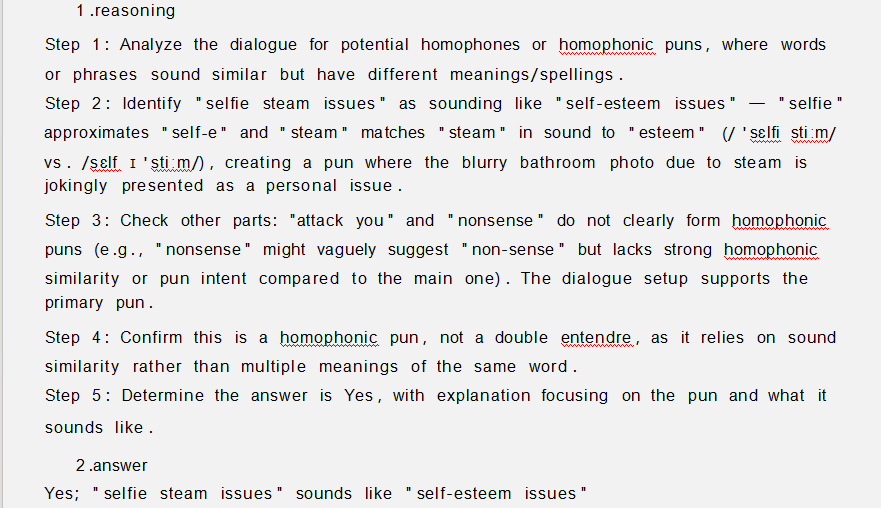 1.reasoning
Step 1: Analyze the dialogue for potential homophones or homophonic puns, where words
or phrases sound similar but have different meanings/spellings.
Step 2: Identify "selfie steam issues" as sounding like "self-esteem issues" — "selfie"
approximates "self-e" and "steam" matches "steam" in sound to "esteem" (/ˈsɛlfi stiːm/
vs. /sɛlf ɪˈstiːm/), creating a pun where the blurry bathroom photo due to steam is
jokingly presented as a personal issue.
Step 3: Check other parts: "attack you" and "nonsense" do not clearly form homophonic
puns (e.g., "nonsense" might vaguely suggest "non-sense" but lacks strong homophonic
similarity or pun intent compared to the main one). The dialogue setup supports the
primary pun.
Step 4: Confirm this is a homophonic pun, not a double entendre, as it relies on sound
similarity rather than multiple meanings of the same word.
Step 5: Determine the answer is Yes, with explanation focusing on the pun and what it
sounds like.
2.answer
Yes; "selfie steam issues" sounds like "self-esteem issues"